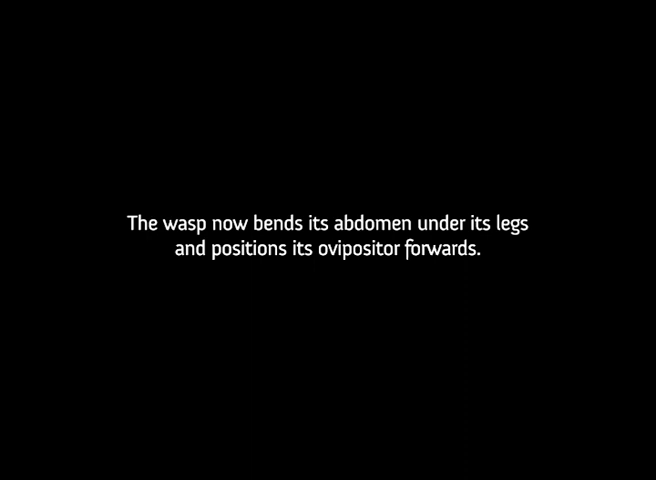 The wasp now bends its abdomen under its legs
and positions its ovipositor forwards.